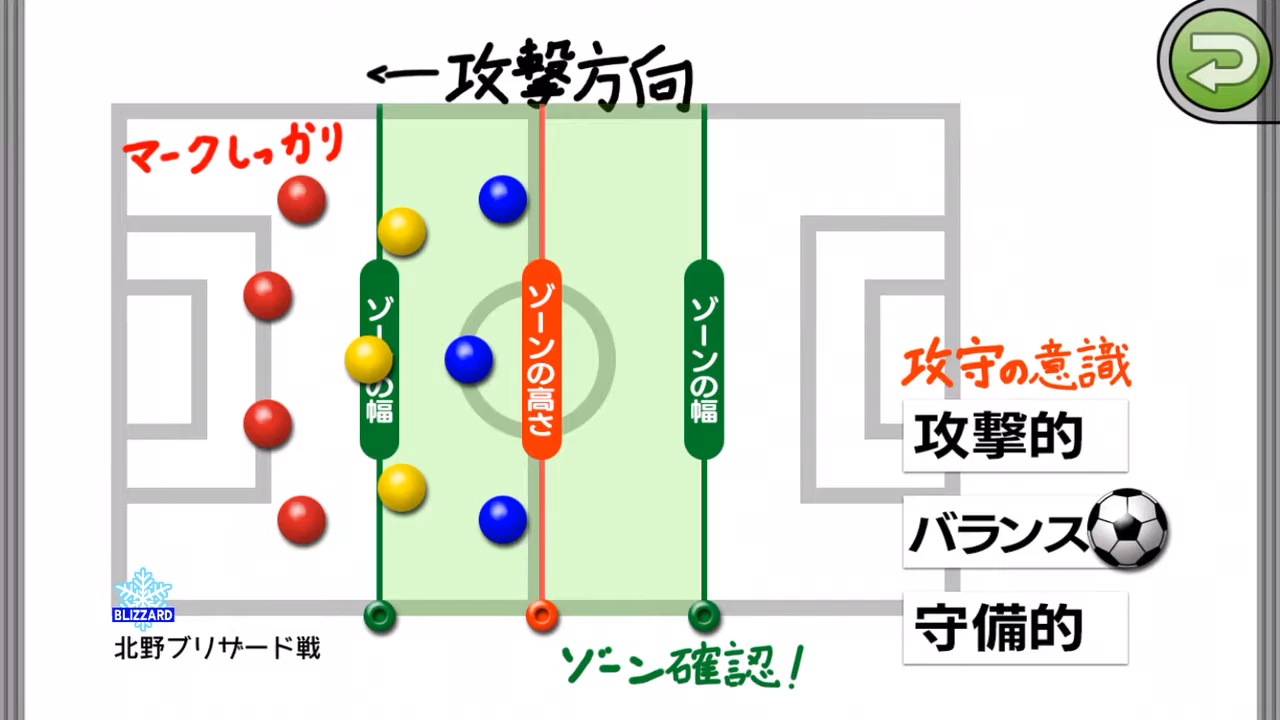 ←攻撃方向
マークしっかり
ゾーンの幅
ゾーンの高さ
ゾーンの幅
攻守の意識
攻撃的
バランス
守備的
BLIZZARD
北野ブリザード戦
ゾーン確認！